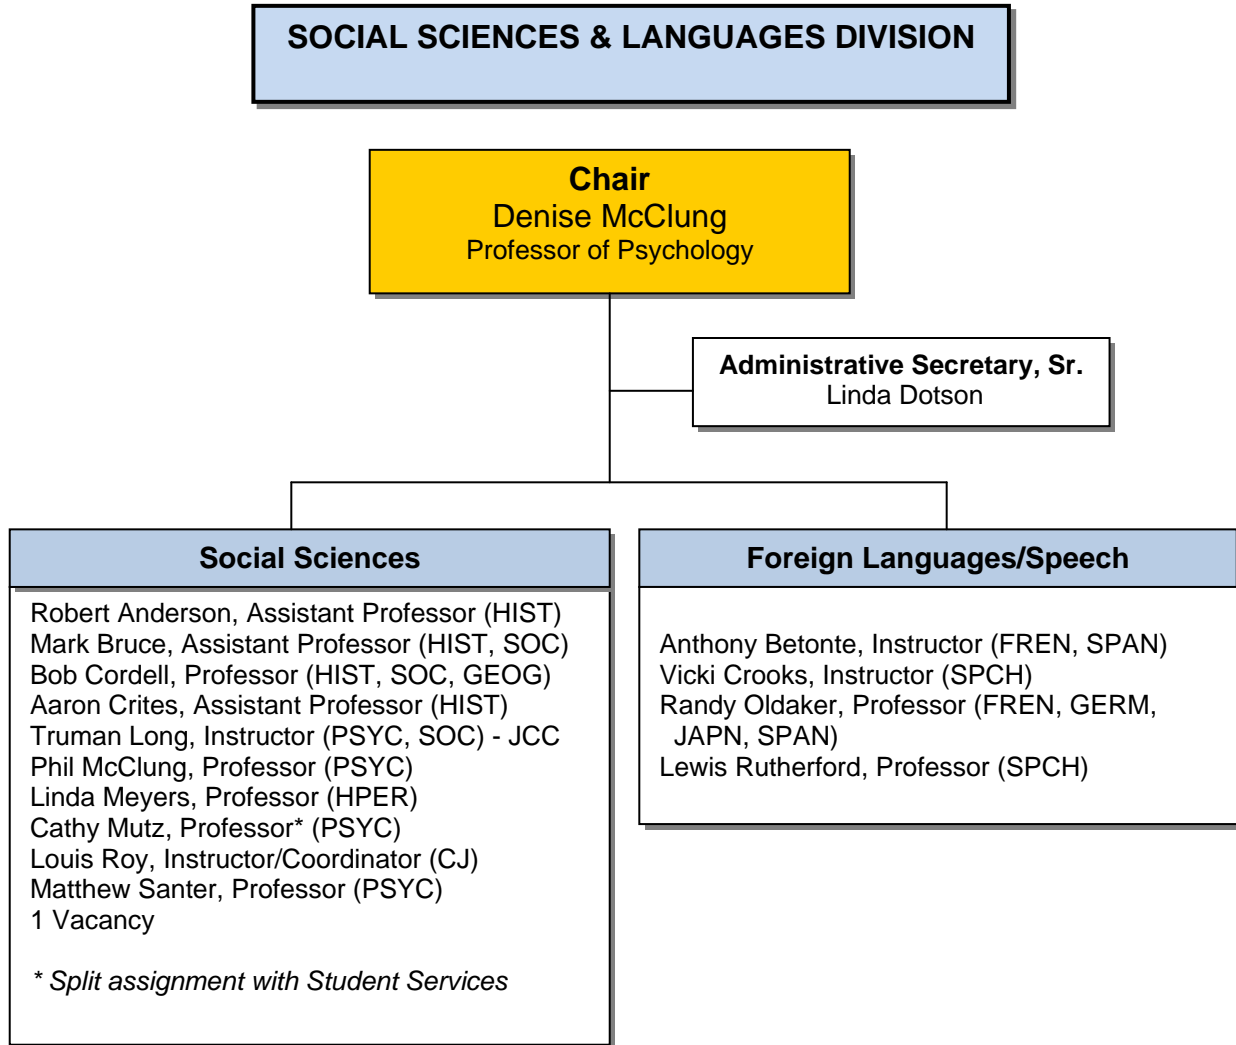 SOCIAL SCIENCES & LANGUAGES DIVISION
Chair
Denise McClung
Professor of Psychology
Administrative Secretary, Sr.
Linda Dotson
Social Sciences
Robert Anderson, Assistant Professor (HIST)
Mark Bruce, Assistant Professor (HIST, SOC)
Bob Cordell, Professor (HIST, SOC, GEOG)
Aaron Crites, Assistant Professor (HIST)
Truman Long, Instructor (PSYC, SOC) - JCC
Phil McClung, Professor (PSYC)
Linda Meyers, Professor (HPER)
Cathy Mutz, Professor* (PSYC)
Louis Roy, Instructor/Coordinator (CJ)
Matthew Santer, Professor (PSYC)
1 Vacancy
* Split assignment with Student Services
Foreign Languages/Speech
Anthony Betonte, Instructor (FREN, SPAN)
Vicki Crooks, Instructor (SPCH)
Randy Oldaker, Professor (FREN, GERM,
JAPN, SPAN)
Lewis Rutherford, Professor (SPCH)